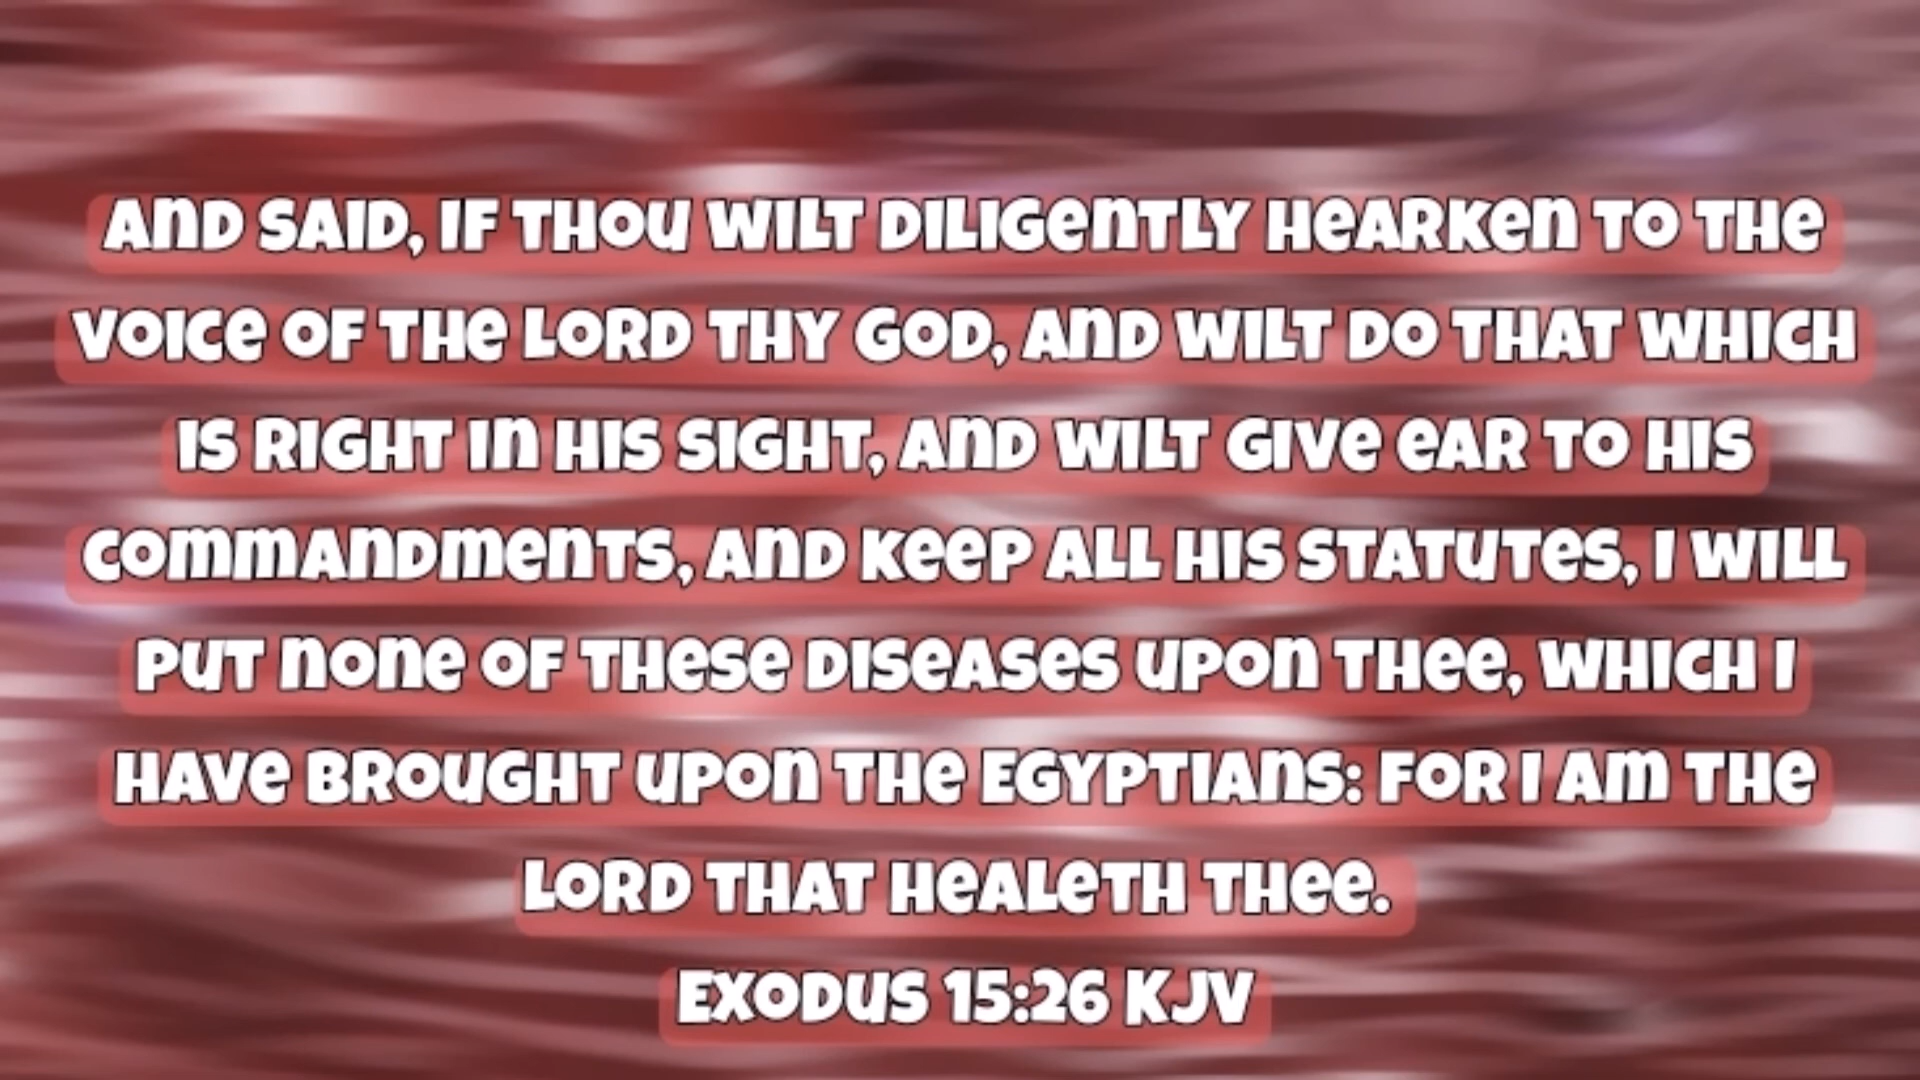 AND SAID, IF THOU WILT DILIGENTLY HEARKEN TO THE
VOICE OF THE LORD THY GOD, AND WILT DO THAT WHICH
IS RIGHT IN HIS SIGHT, AND WILT GIVE EAR TO HIS
COMMANDMENTS, AND KEEP ALL HIS STATUTES, I WILL
PUT NONE OF THESE DISEASES UPON THEE, WHICH I
HAVE BROUGHT UPON THE EGYPTIANS: FOR I AM THE
LORD THAT HEALETH THEE.
EXODUS 15:26 KJV